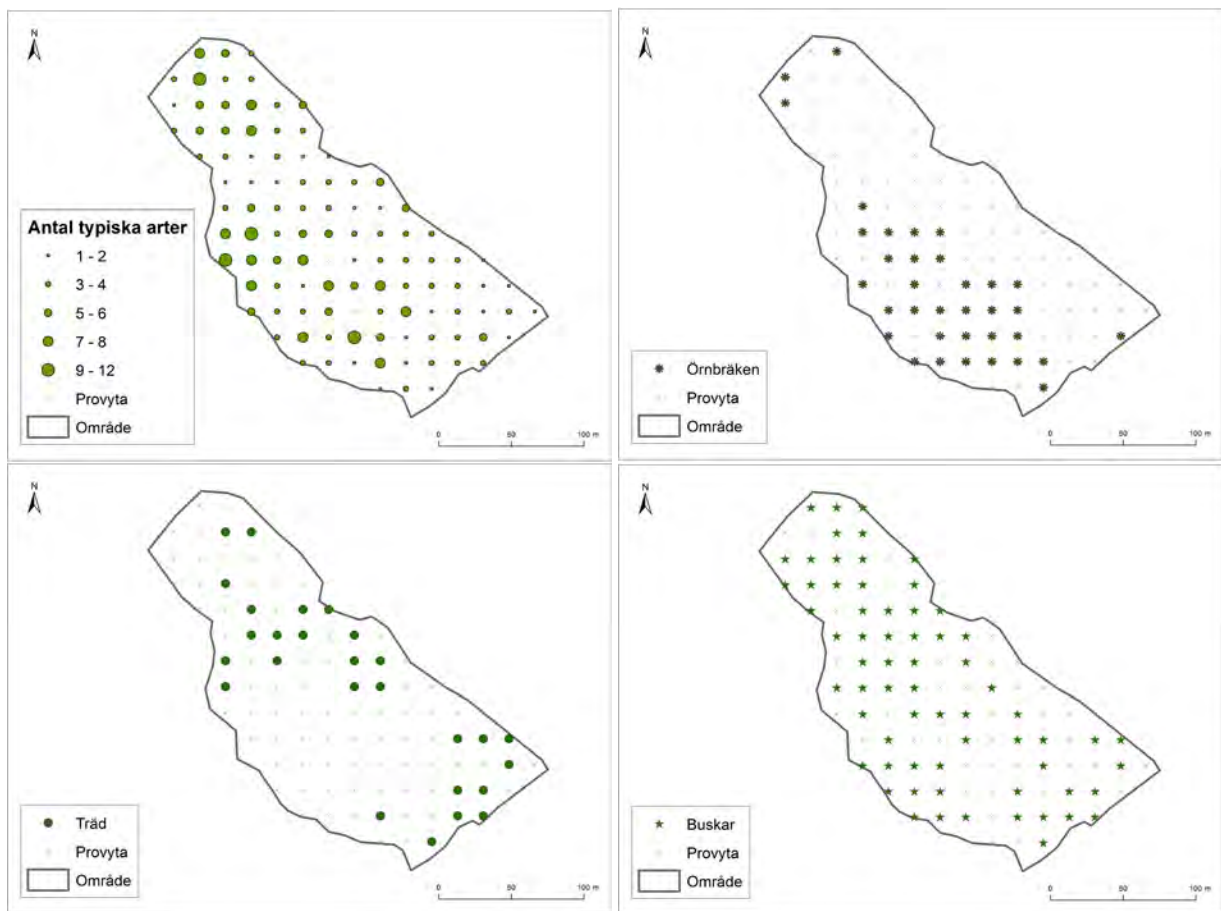 N
Antal typiska arter
1 - 2
3 - 4
5 - 6
7 - 8
9 - 12
Provyta
Område
0 50 100 m
N
Örnbräken
Provyta
Område
0 50 100 m
N
Träd
Provyta
Område
0 50 100 m
N
Buskar
Provyta
Område
0 50 100 m